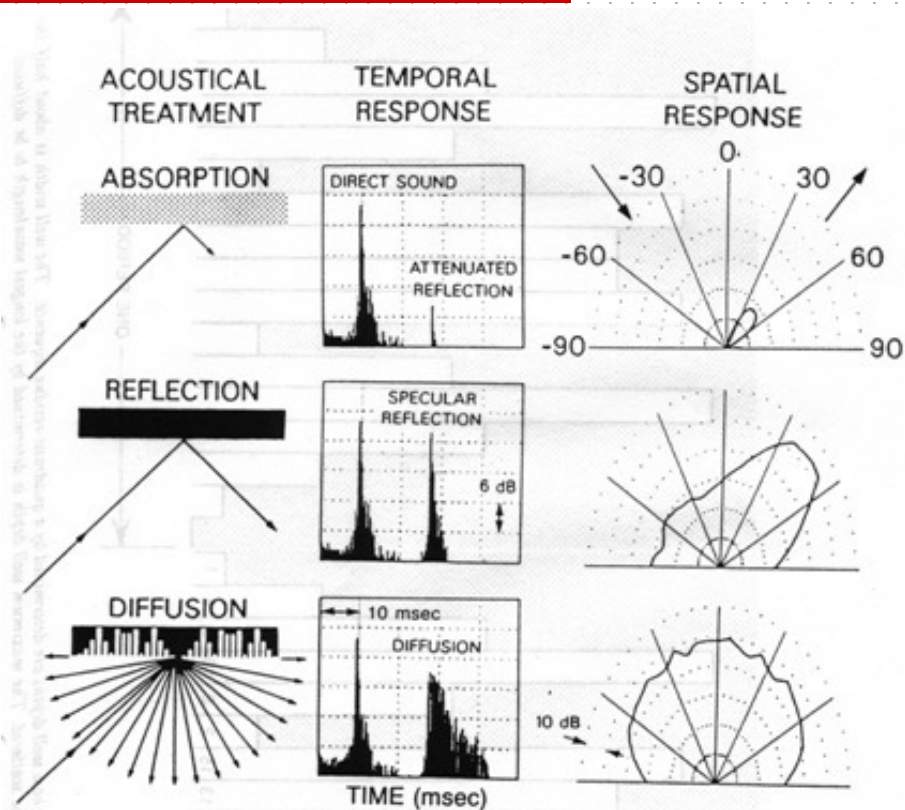 ACOUSTICAL
TREATMENT
TEMPORAL
RESPONSE
SPATIAL
RESPONSE
ABSORPTION
DIRECT SOUND
ATTENUATED
REFLECTION
0
-30
30
-60
60
-90
90
REFLECTION
SPECULAR
REFLECTION
6 dB
DIFFUSION
10 msec
DIFFUSION
10 dB
TIME (msec)